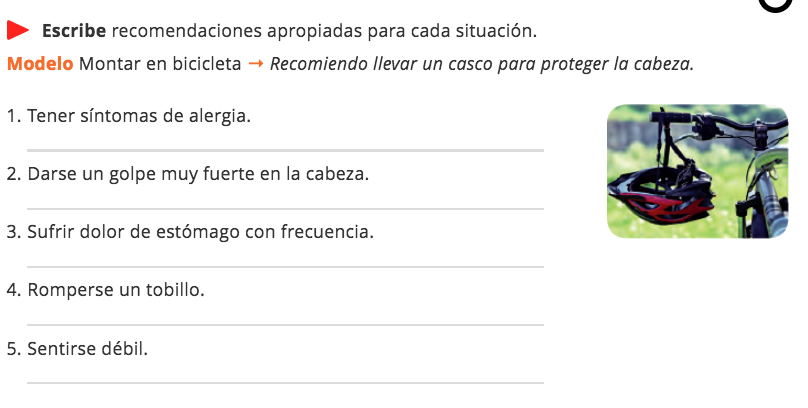 Escribe recomendaciones apropiadas para cada situación.
Modelo Montar en bicicleta → Recomiendo llevar un casco para proteger la cabeza.
1. Tener síntomas de alergia.
2. Darse un golpe muy fuerte en la cabeza.
3. Sufrir dolor de estómago con frecuencia.
4. Romperse un tobillo.
5. Sentirse débil.